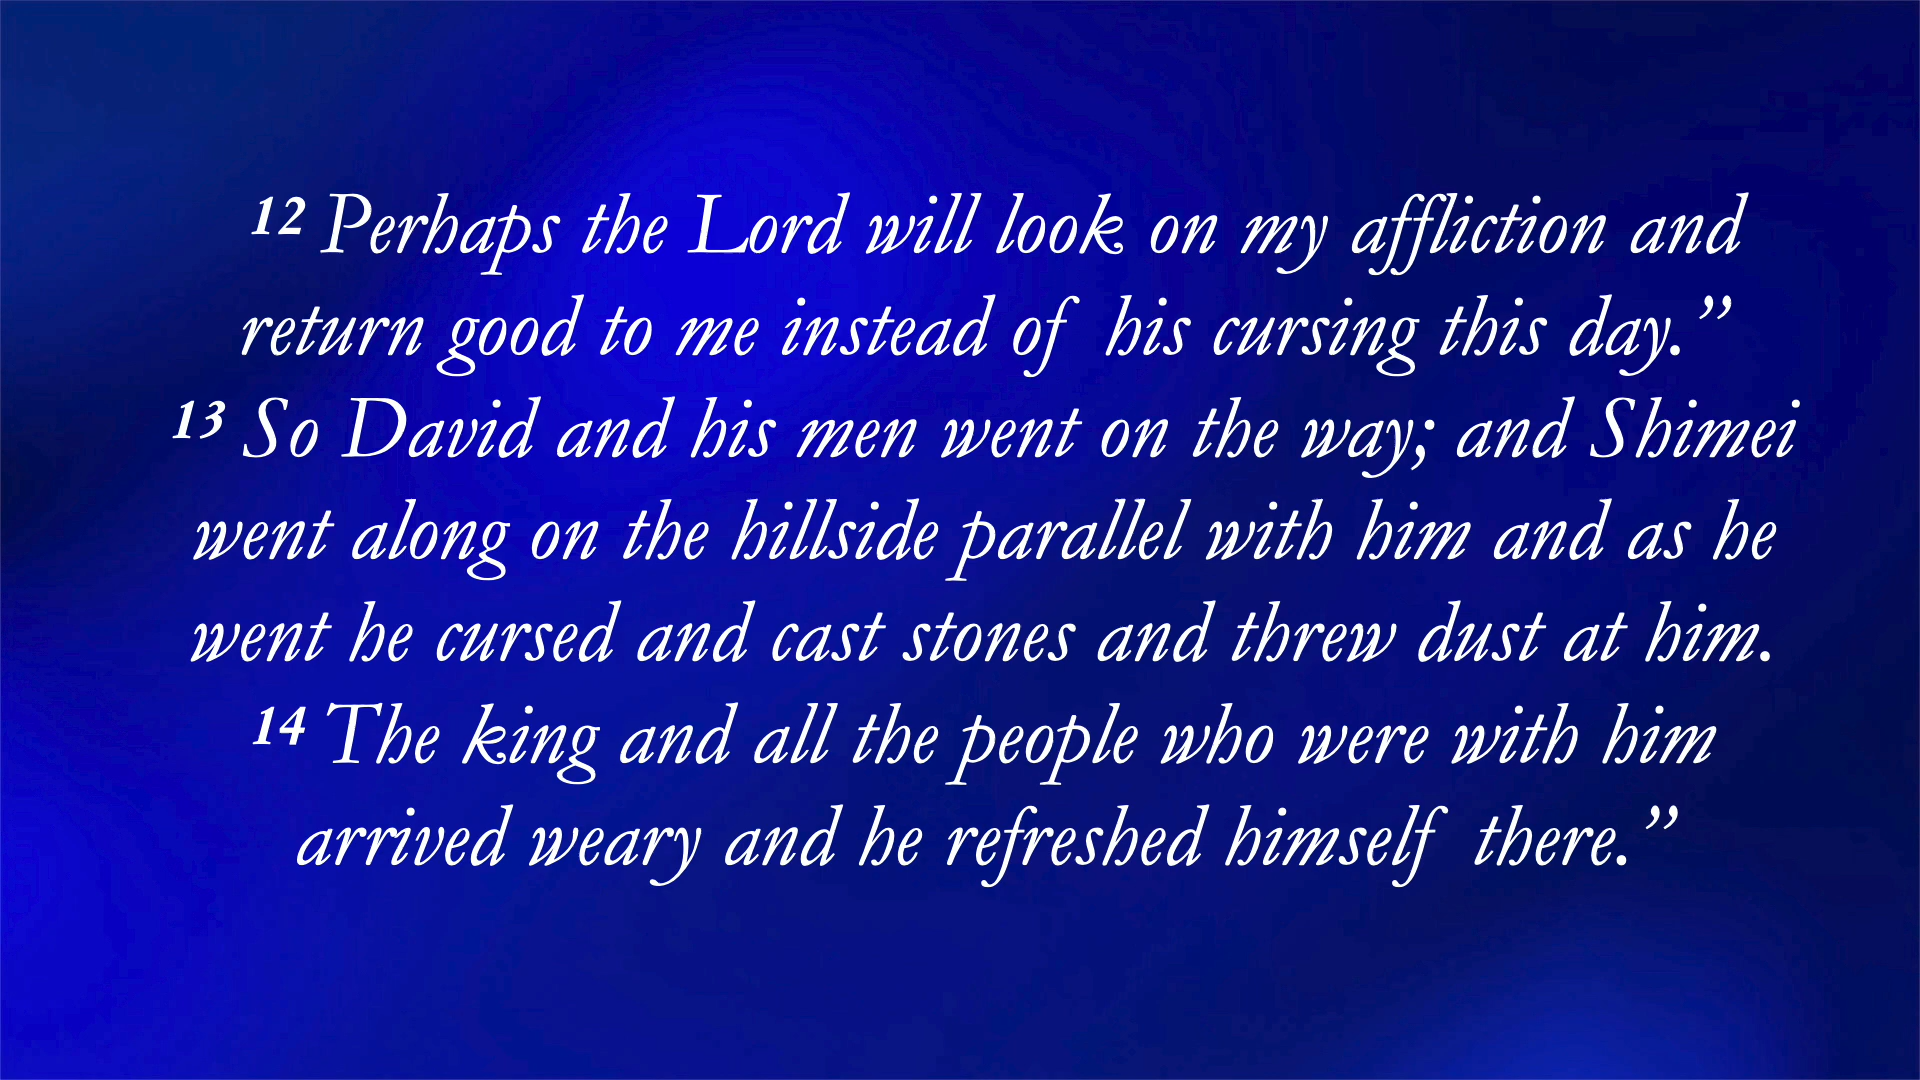 12 Perhaps the Lord will look on my affliction and
return good to me instead of his cursing this day.”
13 So David and his men went on the way; and Shimei
went along on the hillside parallel with him and as he
went he cursed and cast stones and threw dust at him.
14 The king and all the people who were with him
arrived weary and he refreshed himself there.”